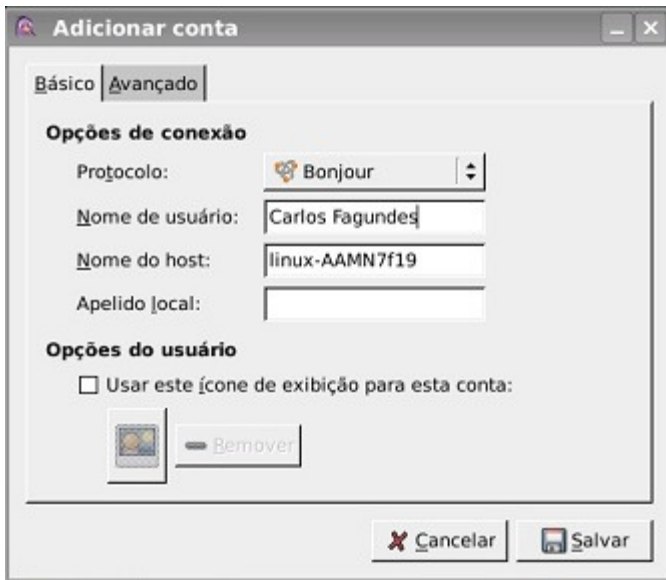 Adicionar conta
Básico Avançado
Opções de conexão
Protocolo: Bonjour
Nome de usuário: Carlos Fagundes
Nome do host: linux-AAMN7f19
Apelido local:
Opções do usuário
Usar este ícone de exibição para esta conta:
Remover
Cancelar Salvar